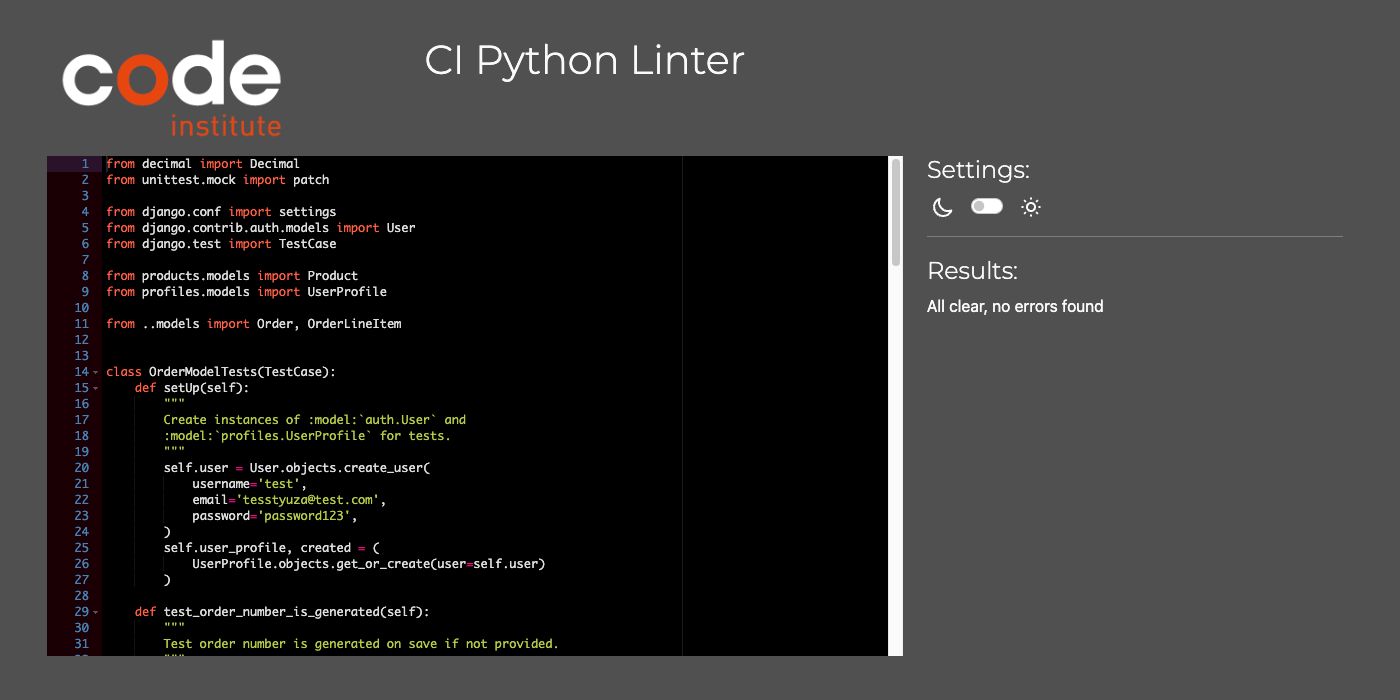 code
institute
CI Python Linter
1 from decimal import Decimal
2 from unittest.mock import patch
3
4 from django.conf import settings
5 from django.contrib.auth.models import User
6 from django.test import TestCase
7
8 from products.models import Product
9 from profiles.models import UserProfile
10
11 from ..models import Order, OrderLineItem
12
13
14 class OrderModelTests(TestCase):
15     def setUp(self):
16         """
17         Create instances of :model:`auth.User` and
18         :model:`profiles.UserProfile` for tests.
19         """
20         self.user = User.objects.create_user(
21             username='test',
22             email='tesstyuza@test.com',
23             password='password123',
24         )
25         self.user_profile, created = (
26             UserProfile.objects.get_or_create(user=self.user)
27         )
28
29     def test_order_number_is_generated(self):
30         """
31         Test order number is generated on save if not provided.
Settings:
Results:
All clear, no errors found